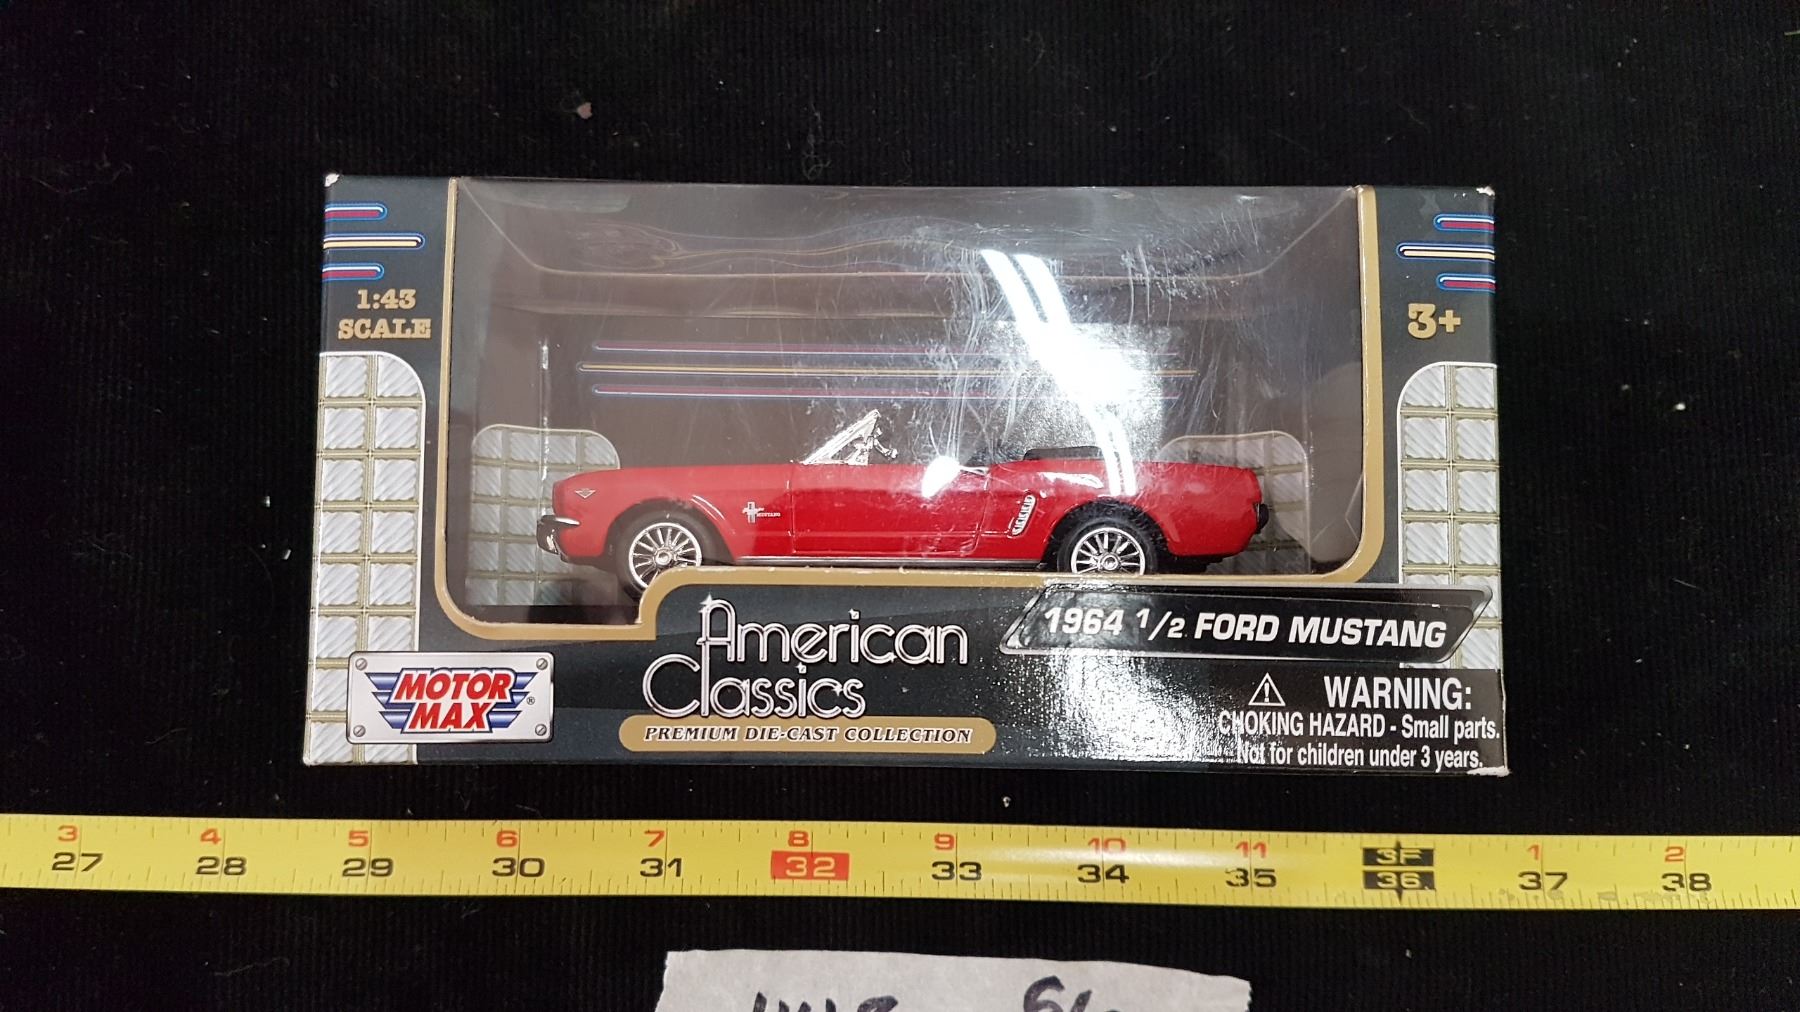 1:43
SCALE
3+
MUSTANG
American
Classics
PREMIUM DIE-CAST COLLECTION
1964 1/2 FORD MUSTANG
MOTOR
MAX®
WARNING:
CHOKING HAZARD - Small parts.
Not for children under 3 years.
3 4 5 6 7 8 9 10 11 3F 1 2
27 28 29 30 31 32 33 34 35 36 37 38